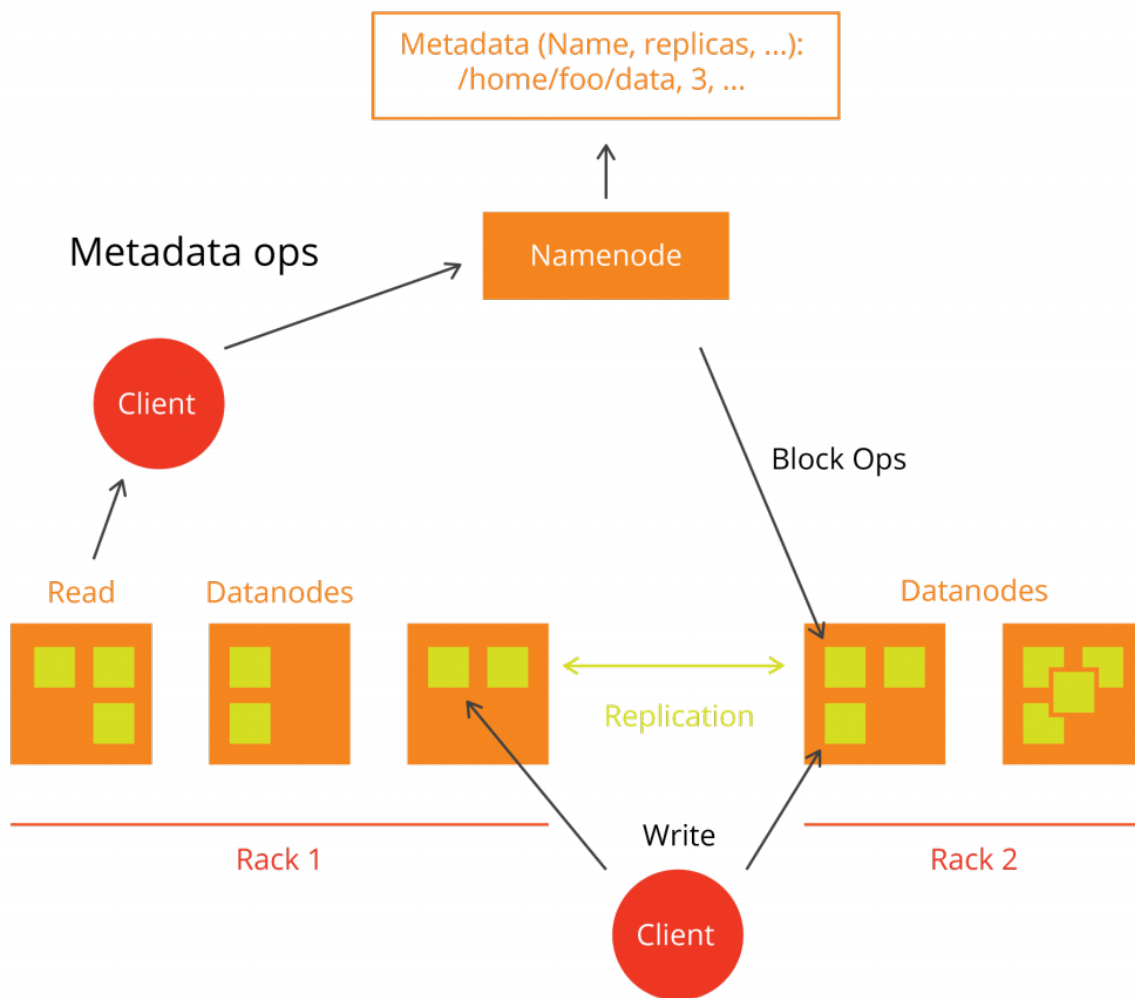 Metadata (Name, replicas, ...):
/home/foo/data, 3, ...
Namenode
Metadata ops
Client
Block Ops
Read
Datanodes
Datanodes
Replication
Write
Rack 1
Rack 2
Client